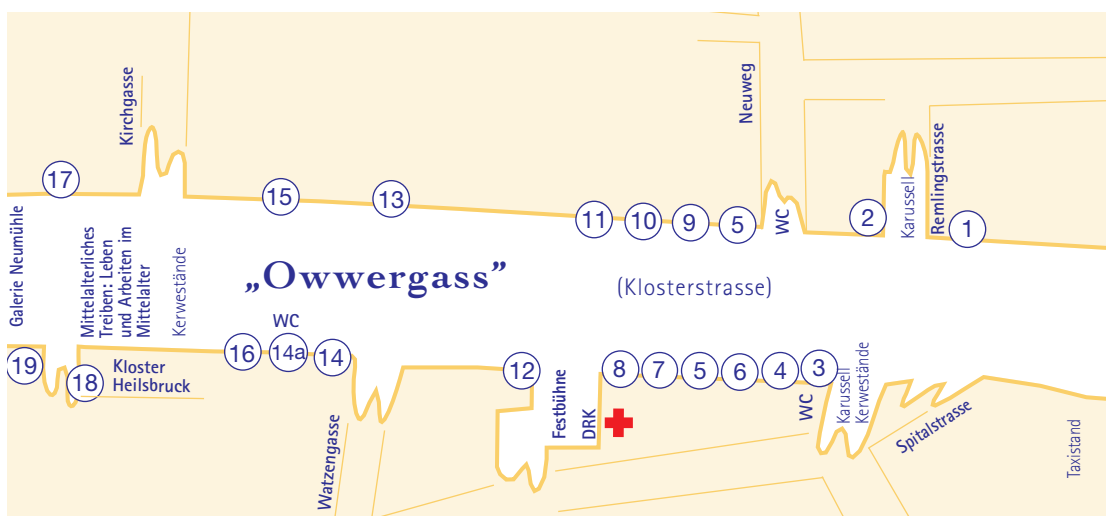 Kirchgasse
Neuweg
17
15
13
11
10
9
5
WC
2
Karussell
Remlingstrasse
1
Galerie Neumühle
Mittelalterliches
Treiben: Leben
und Arbeiten im
Mittelalter
Kerwestände
„Owwergass”
(Klosterstrasse)
WC
19
18
Kloster
Heilsbruck
16
14a
14
Watzengasse
12
Festbühne
DRK
8
7
5
6
4
3
WC
Karussell
Kerwestände
Spitalstrasse
Taxistand